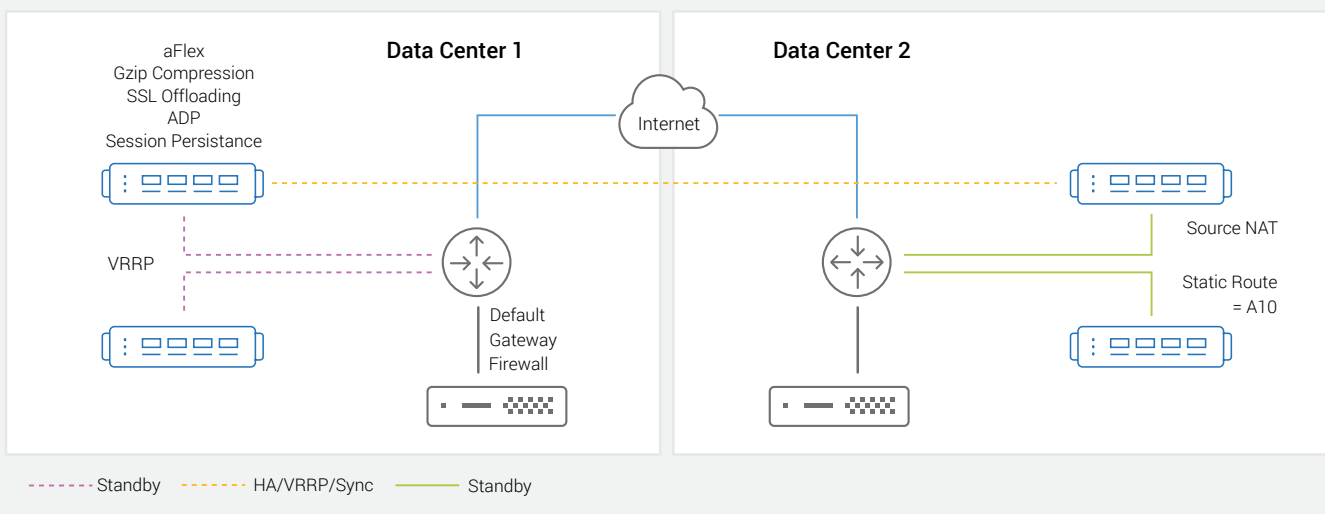 Data Center 1
aFlex
Gzip Compression
SSL Offloading
ADP
Session Persistance
VRRP
Default
Gateway
Firewall
Internet
Data Center 2
Source NAT
Static Route
= A10
Standby
HA/VRRP/Sync
Standby